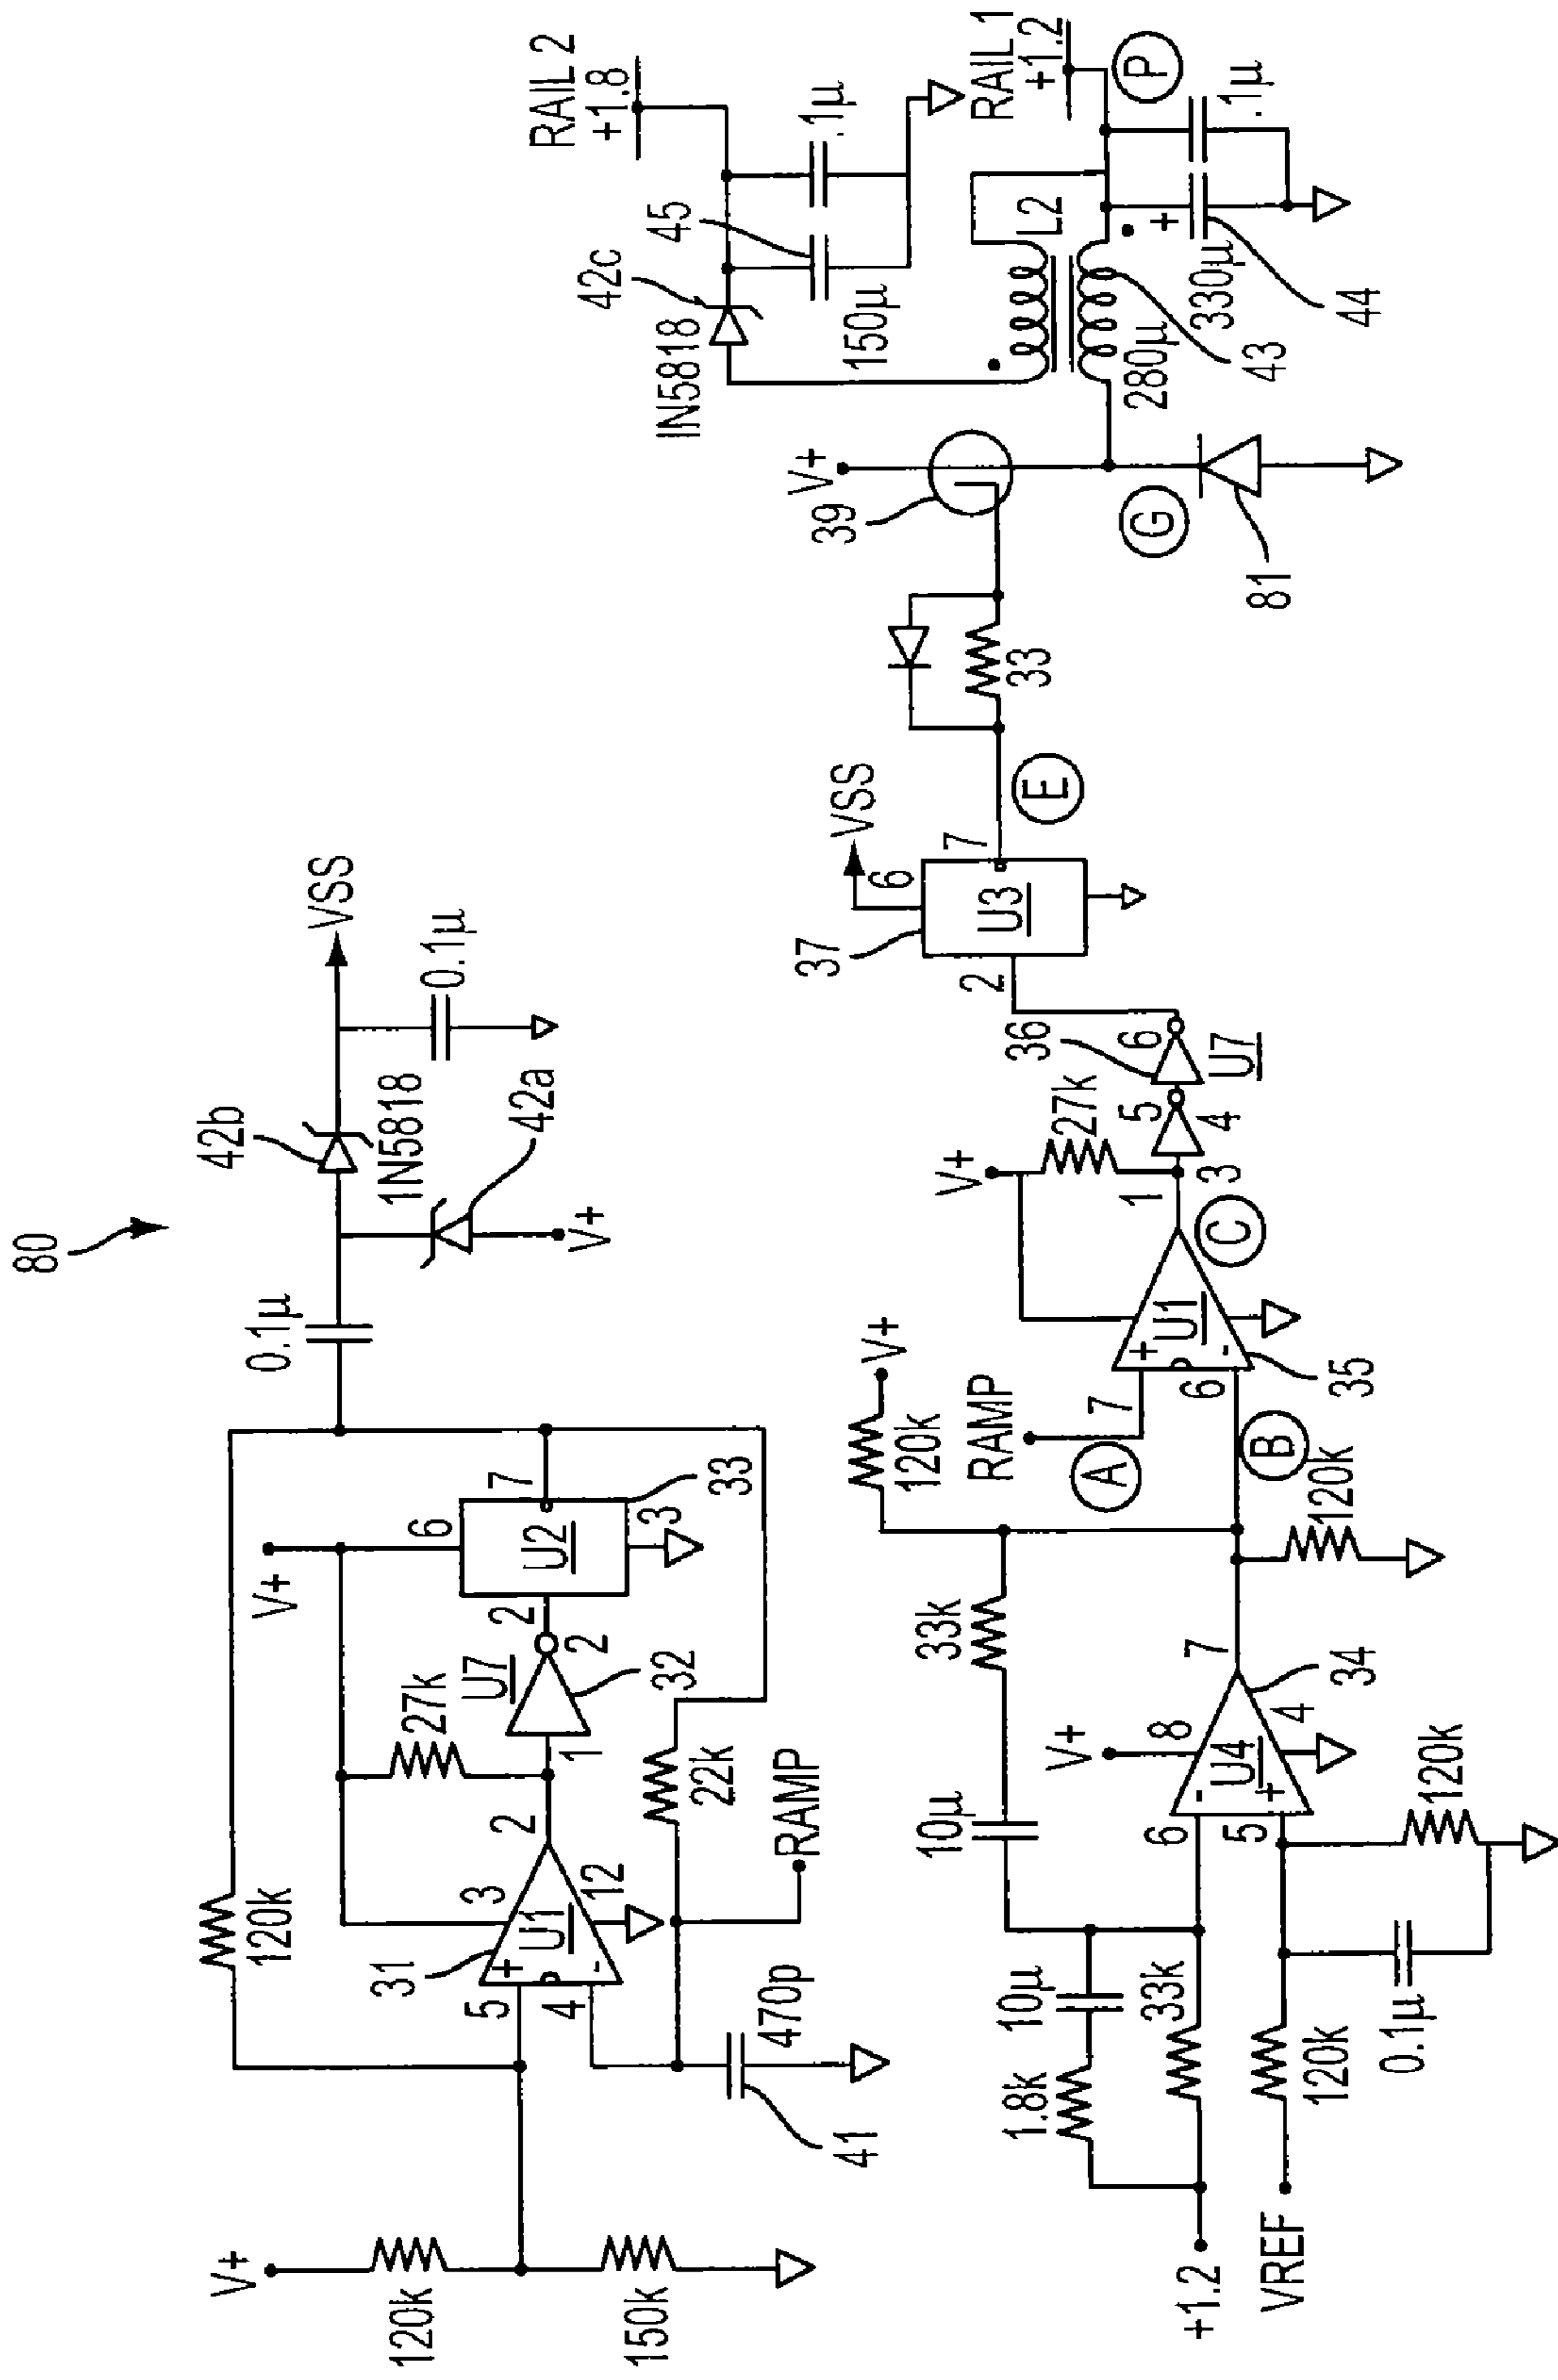 80
120k
0.1µ
42b
VSS
V+
V+
27k
U7
6
7
1N5818
0.1µ
120k
31
3
5
+
U1
2
1
2
2
U2
42a
V+
4
-
12
32
3
33
150k
22k
470p
RAMP
41
RAIL 2
+1.8
42c
45
IN5818
150µ
.1µ
V+
39
RAIL 1
+1.2
L2
P
280µ
+
330µ
.1µ
G
43
44
81
VSS
37
6
7
2
U3
E
33
V+
120k
V+
27k
36
RAMP
7
+
U1
1
5
6
A
6
-
3
4
U7
C
B
35
33k
10µ
V+
1.8k
10µ
8
7
33k
6
-
U4
5
+
4
34
120k
+1.2
VREF
120k
0.1µ
120k